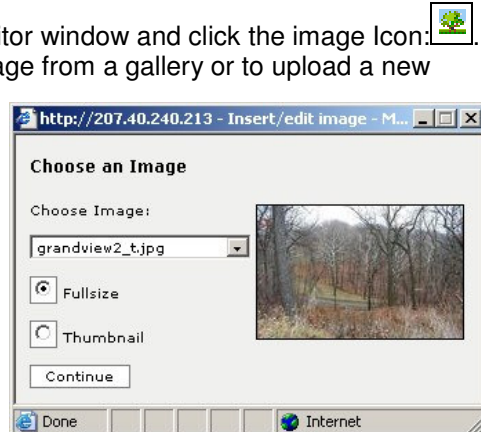 itor window and click the image Icon: .
age from a gallery or to upload a new
http://207.40.240.213 - Insert/edit image - M...
Choose an Image
Choose Image:
grandview2_t.jpg
Fullsize
Thumbnail
Continue
Done
Internet